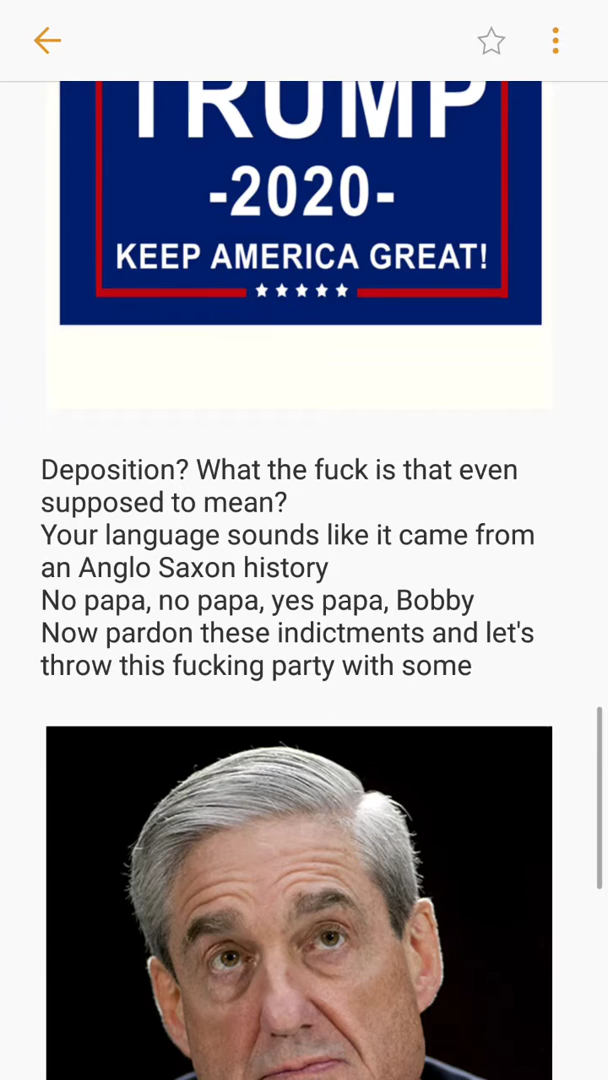 TRUMP
-2020-
KEEP AMERICA GREAT!
Deposition? What the fuck is that even
supposed to mean?
Your language sounds like it came from
an Anglo Saxon history
No papa, no papa, yes papa, Bobby
Now pardon these indictments and let's
throw this fucking party with some